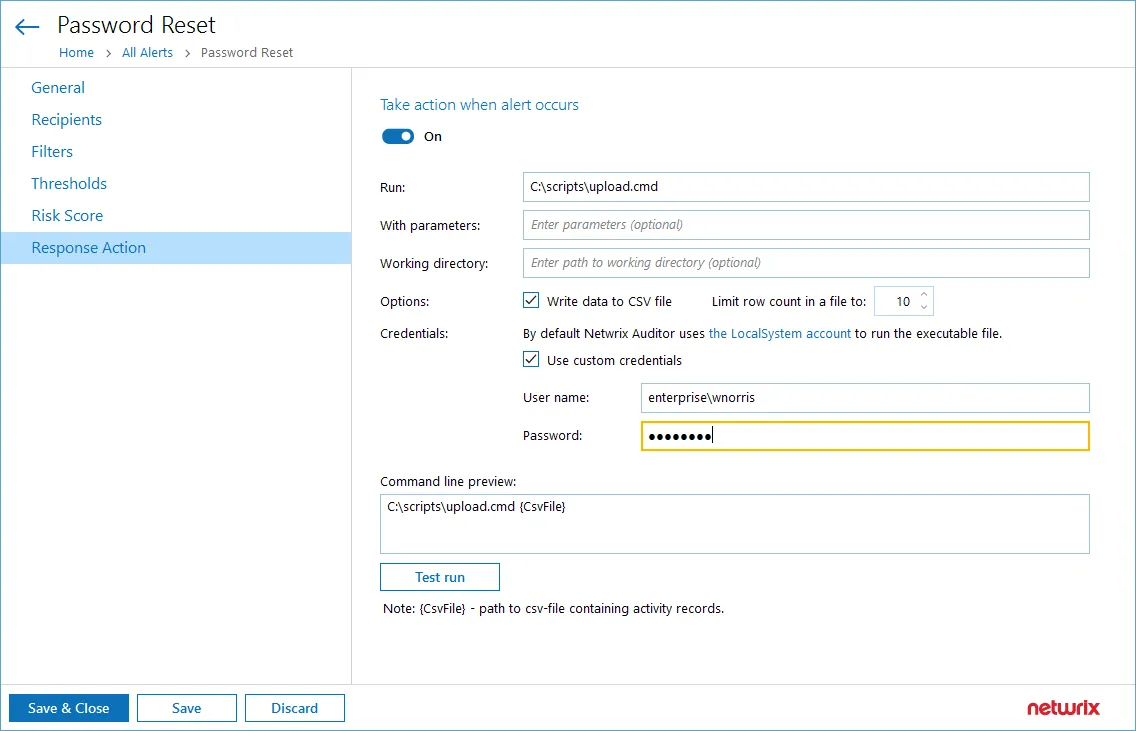 Password Reset
Home > All Alerts > Password Reset
General
Recipients
Filters
Thresholds
Risk Score
Response Action
Take action when alert occurs
On
Run: C:\scripts\upload.cmd
With parameters: Enter parameters (optional)
Working directory: Enter path to working directory (optional)
Options: Write data to CSV file Limit row count in a file to: 10
Credentials: By default Netwrix Auditor uses the LocalSystem account to run the executable file.
Use custom credentials
User name: enterprise\wnorris
Password: ●●●●●●●●
Command line preview:
C:\scripts\upload.cmd {CsvFile}
Test run
Note: {CsvFile} - path to csv-file containing activity records.
Save & Close Save Discard netwrix